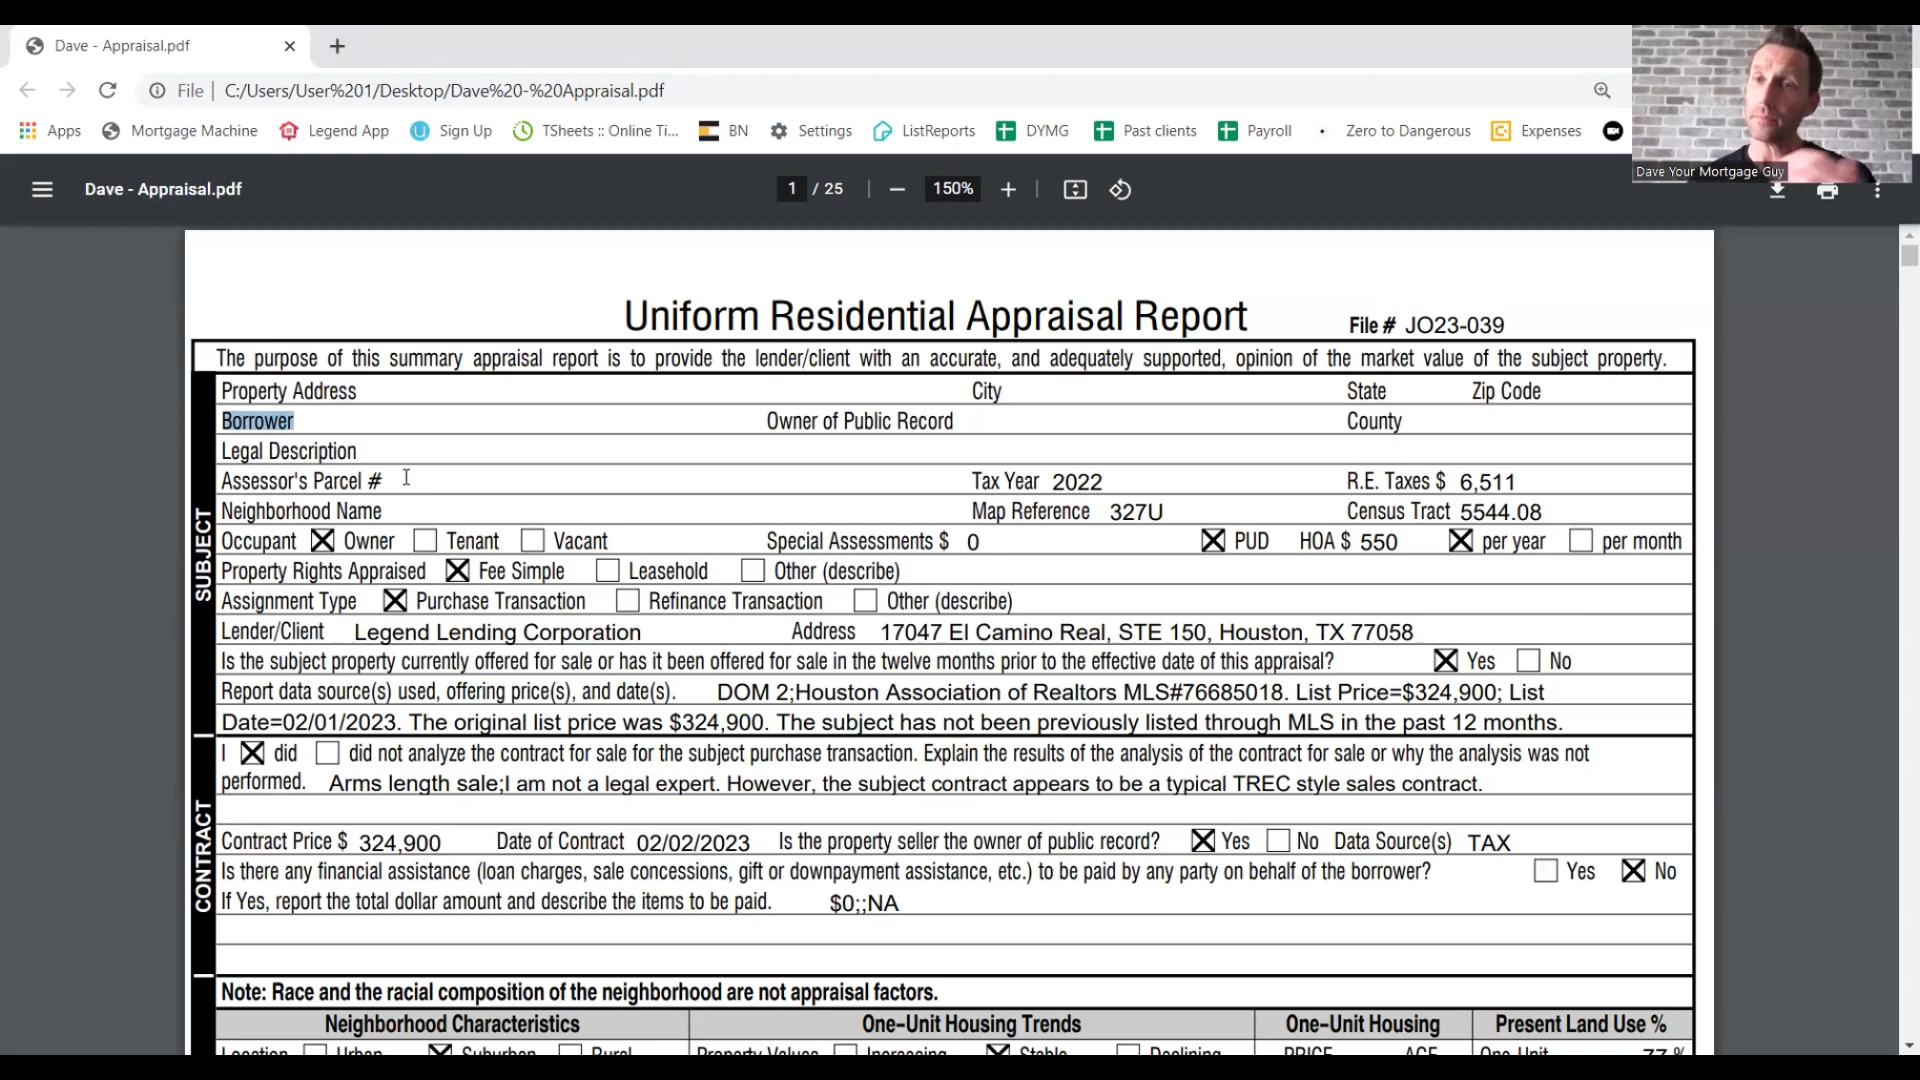 Dave - Appraisal.pdf
File | C:/Users/User%201/Desktop/Dave%20-%20Appraisal.pdf
Apps Mortgage Machine Legend App Sign Up TSheets :: Online Ti... BN Settings ListReports DYMG Past clients Payroll Zero to Dangerous Expenses
Dave Your Mortgage Guy
Dave - Appraisal.pdf 1 / 25 150%
Uniform Residential Appraisal Report File # JO23-039
The purpose of this summary appraisal report is to provide the lender/client with an accurate, and adequately supported, opinion of the market value of the subject property.
SUBJECT
Property Address City State Zip Code
Borrower Owner of Public Record County
Legal Description
Assessor's Parcel # Tax Year 2022 R.E. Taxes $ 6,511
Neighborhood Name Map Reference 327U Census Tract 5544.08
Occupant Owner Tenant Vacant Special Assessments $ 0 PUD HOA $ 550 per year per month
Property Rights Appraised Fee Simple Leasehold Other (describe)
Assignment Type Purchase Transaction Refinance Transaction Other (describe)
Lender/Client Legend Lending Corporation Address 17047 El Camino Real, STE 150, Houston, TX 77058
Is the subject property currently offered for sale or has it been offered for sale in the twelve months prior to the effective date of this appraisal? Yes No
Report data source(s) used, offering price(s), and date(s). DOM 2;Houston Association of Realtors MLS#76685018. List Price=$324,900; List
Date=02/01/2023. The original list price was $324,900. The subject has not been previously listed through MLS in the past 12 months.
CONTRACT
I did did not analyze the contract for sale for the subject purchase transaction. Explain the results of the analysis of the contract for sale or why the analysis was not
performed. Arms length sale;I am not a legal expert. However, the subject contract appears to be a typical TREC style sales contract.
Contract Price $ 324,900 Date of Contract 02/02/2023 Is the property seller the owner of public record? Yes No Data Source(s) TAX
Is there any financial assistance (loan charges, sale concessions, gift or downpayment assistance, etc.) to be paid by any party on behalf of the borrower? Yes No
If Yes, report the total dollar amount and describe the items to be paid. $0;;NA
Note: Race and the racial composition of the neighborhood are not appraisal factors.
Neighborhood Characteristics One-Unit Housing Trends One-Unit Housing Present Land Use %
Location Urban Suburban Rural Property Values Increasing Stable Declining PRICE AGE One-Unit 77 %